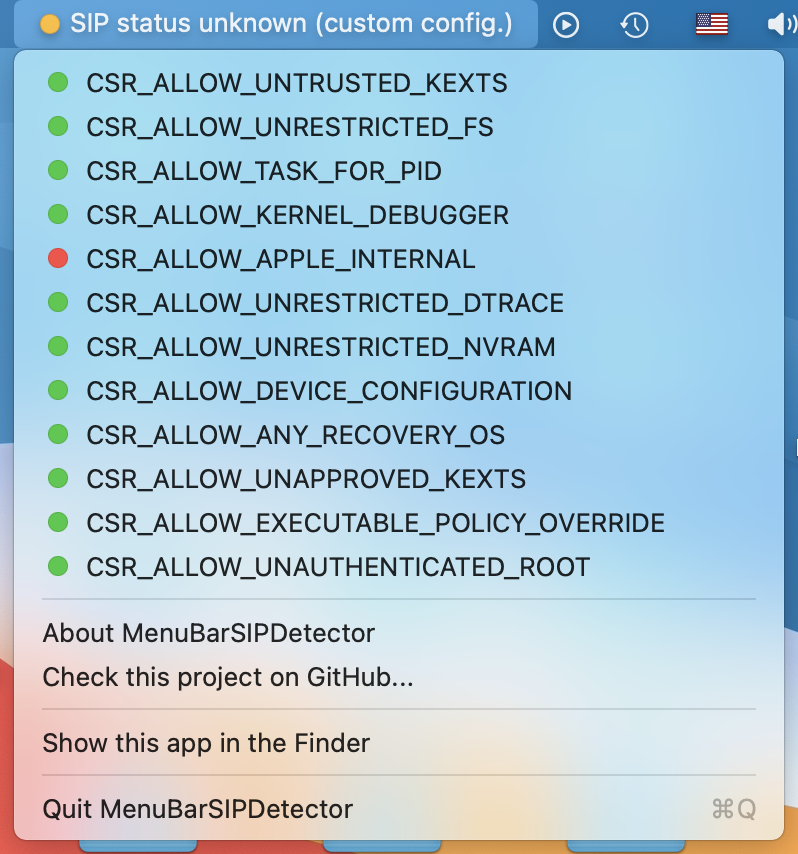 SIP status unknown (custom config.)
CSR_ALLOW_UNTRUSTED_KEXTS
CSR_ALLOW_UNRESTRICTED_FS
CSR_ALLOW_TASK_FOR_PID
CSR_ALLOW_KERNEL_DEBUGGER
CSR_ALLOW_APPLE_INTERNAL
CSR_ALLOW_UNRESTRICTED_DTRACE
CSR_ALLOW_UNRESTRICTED_NVRAM
CSR_ALLOW_DEVICE_CONFIGURATION
CSR_ALLOW_ANY_RECOVERY_OS
CSR_ALLOW_UNAPPROVED_KEXTS
CSR_ALLOW_EXECUTABLE_POLICY_OVERRIDE
CSR_ALLOW_UNAUTHENTICATED_ROOT
About MenuBarSIPDetector
Check this project on GitHub...
Show this app in the Finder
Quit MenuBarSIPDetector ⌘Q